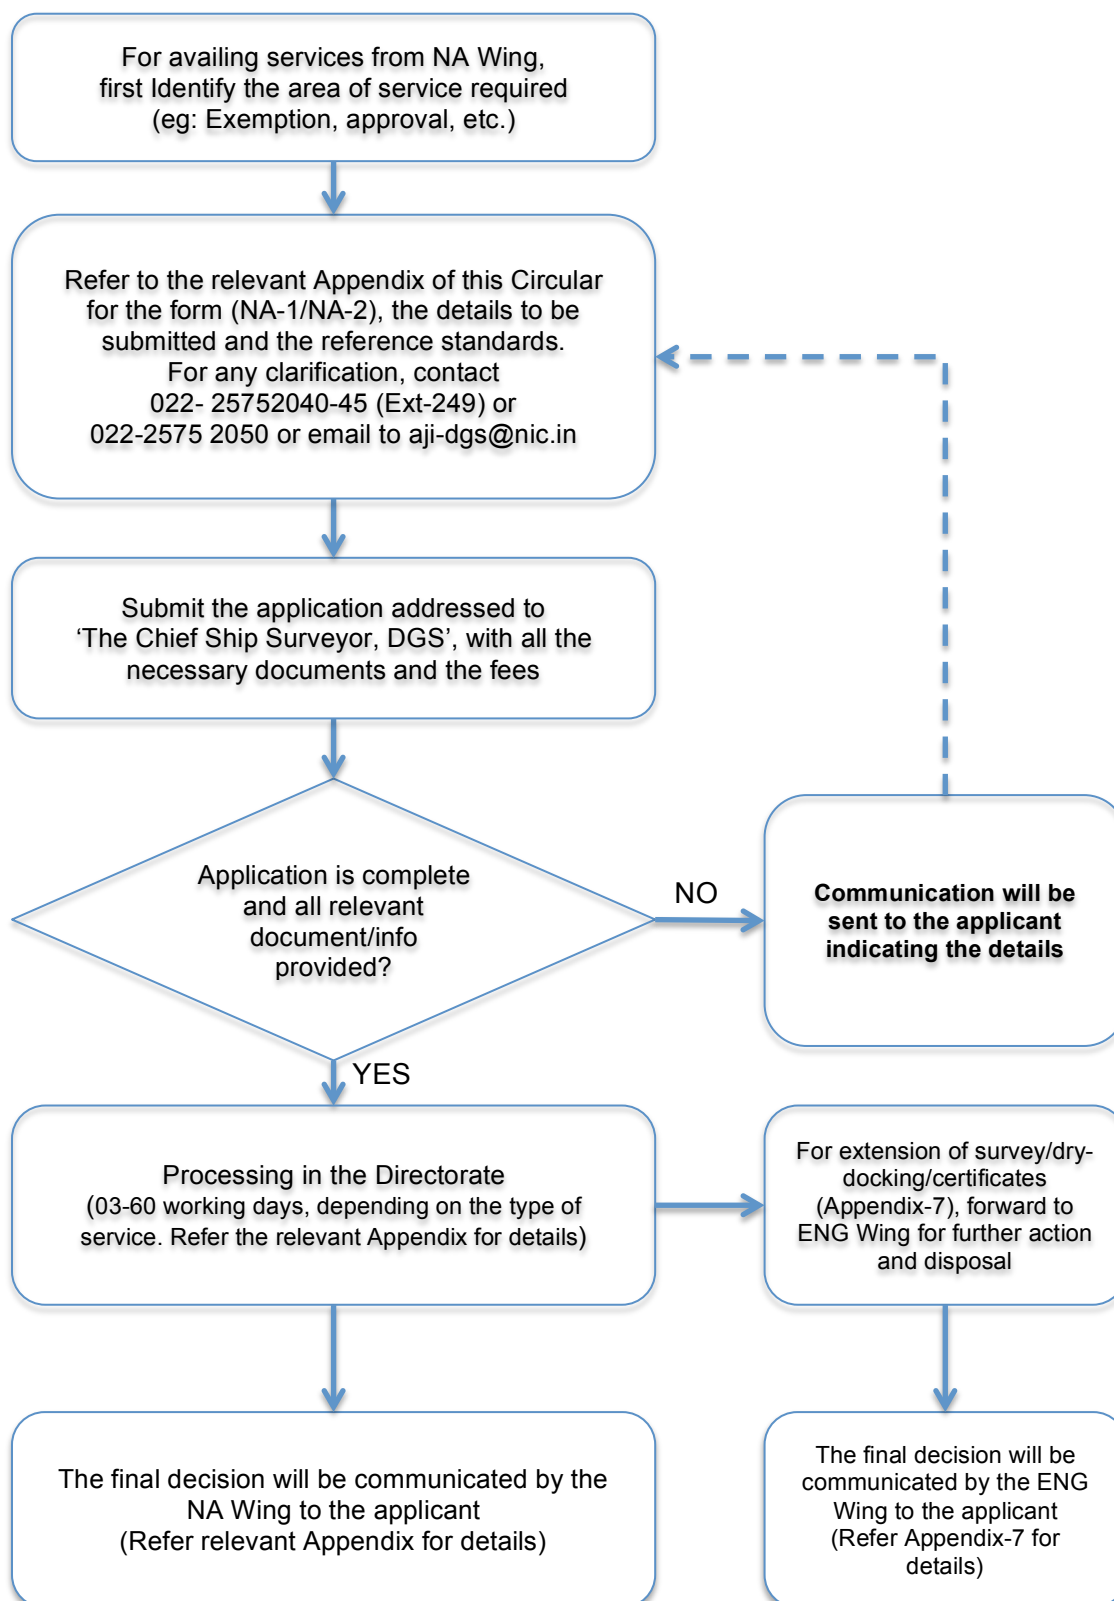 For availing services from NA Wing,
first Identify the area of service required
(eg: Exemption, approval, etc.)
Refer to the relevant Appendix of this Circular
for the form (NA-1/NA-2), the details to be
submitted and the reference standards.
For any clarification, contact
022- 25752040-45 (Ext-249) or
022-2575 2050 or email to aji-dgs@nic.in
Submit the application addressed to
‘The Chief Ship Surveyor, DGS’, with all the
necessary documents and the fees
Application is complete
and all relevant
document/info
provided?
NO
Communication will be
sent to the applicant
indicating the details
YES
Processing in the Directorate
(03-60 working days, depending on the type of
service. Refer the relevant Appendix for details)
For extension of survey/dry-
docking/certificates
(Appendix-7), forward to
ENG Wing for further action
and disposal
The final decision will be communicated by the
NA Wing to the applicant
(Refer relevant Appendix for details)
The final decision will be
communicated by the ENG
Wing to the applicant
(Refer Appendix-7 for
details)